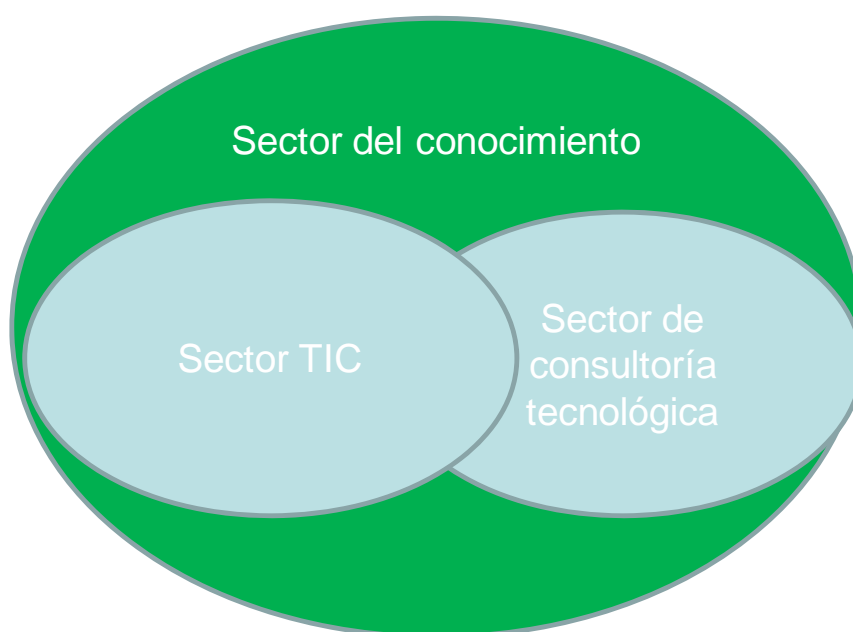 Sector del conocimiento
Sector TIC
Sector de
consultoría
tecnológica